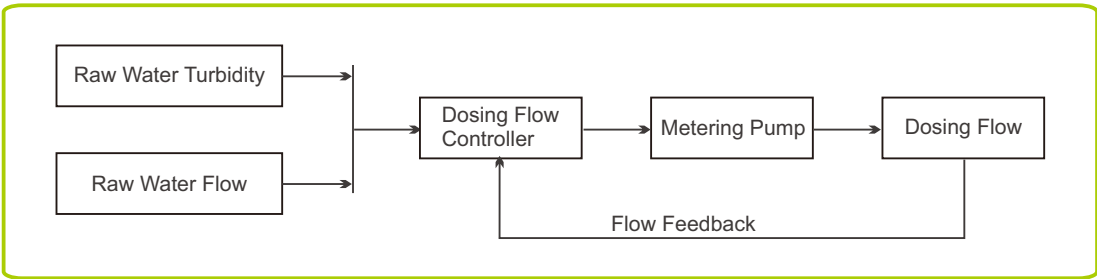 Raw Water Turbidity
Raw Water Flow
Dosing Flow
Controller
Metering Pump
Dosing Flow
Flow Feedback